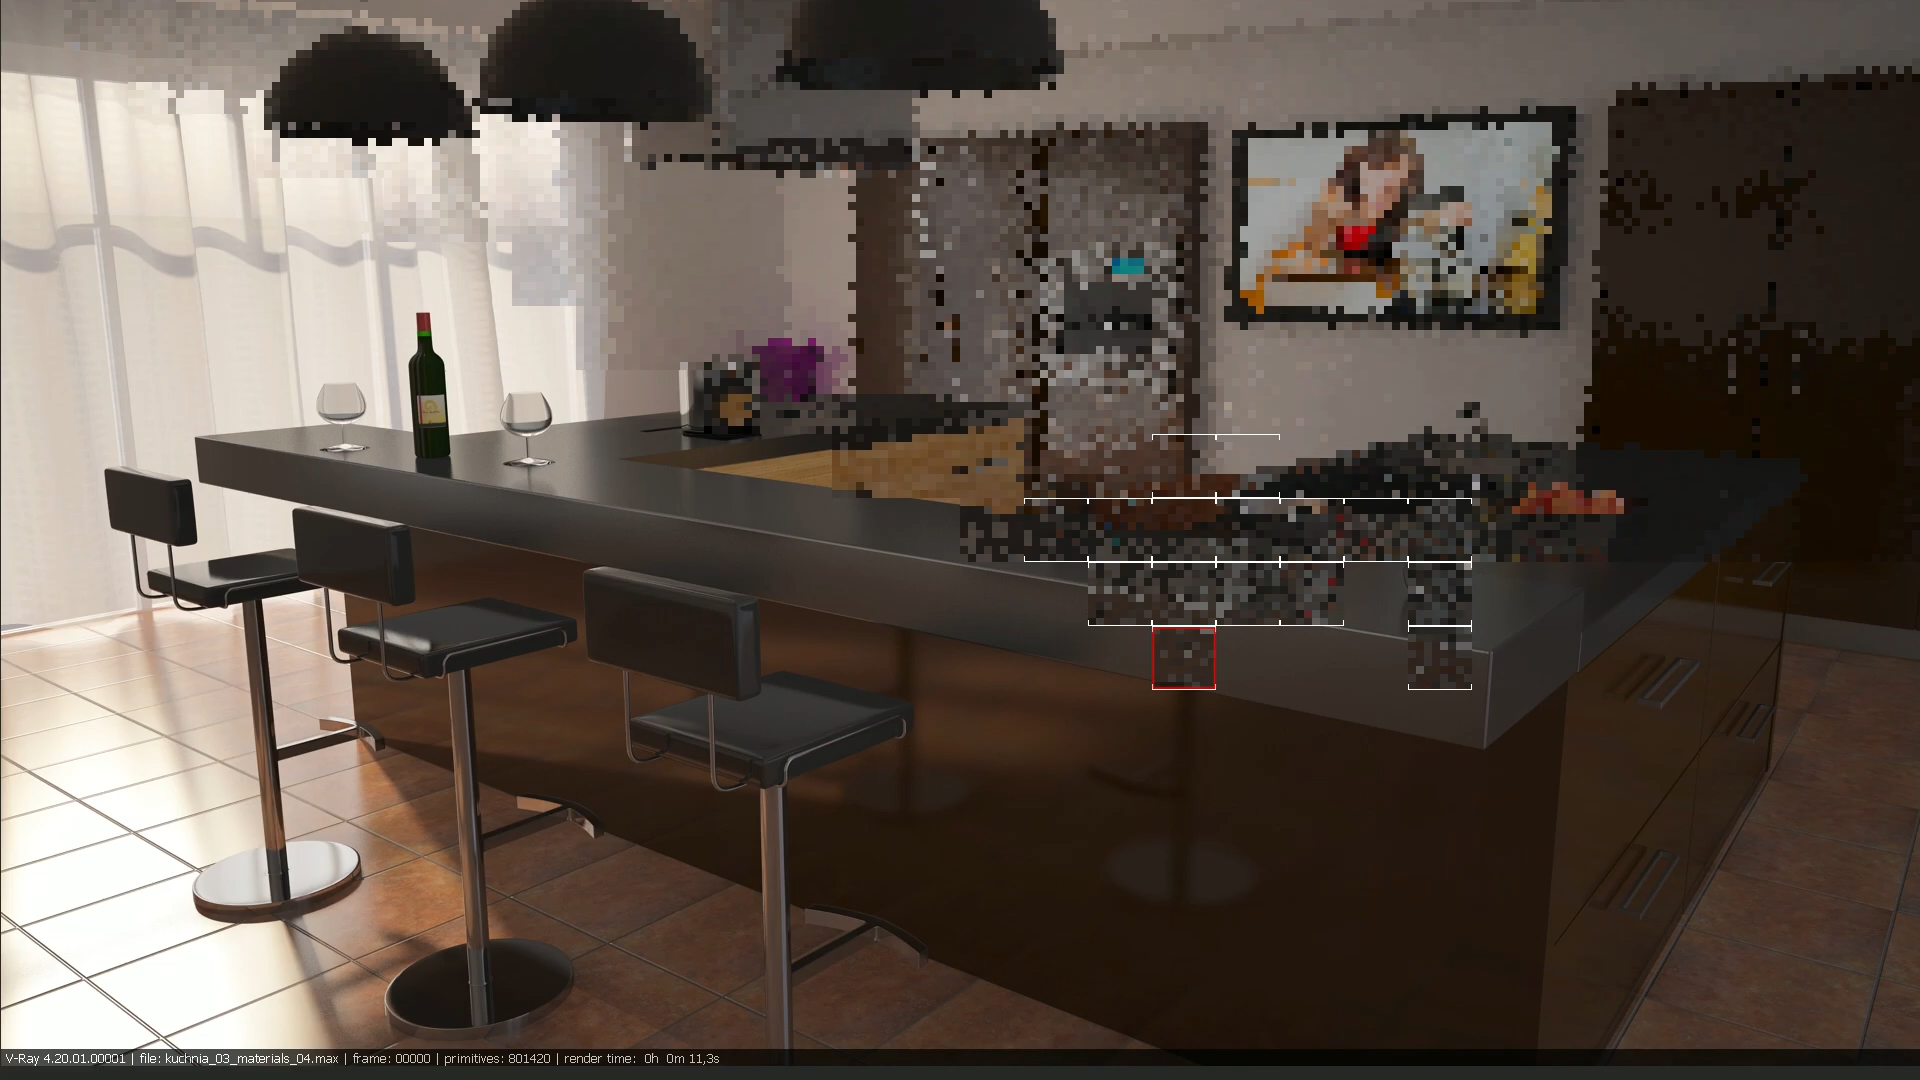 V-Ray 4.20.01.00001 | file: kuchnia_03_materials_04.max | frame: 00000 | primitives: 801420 | render time:  0h  0m 11,3s